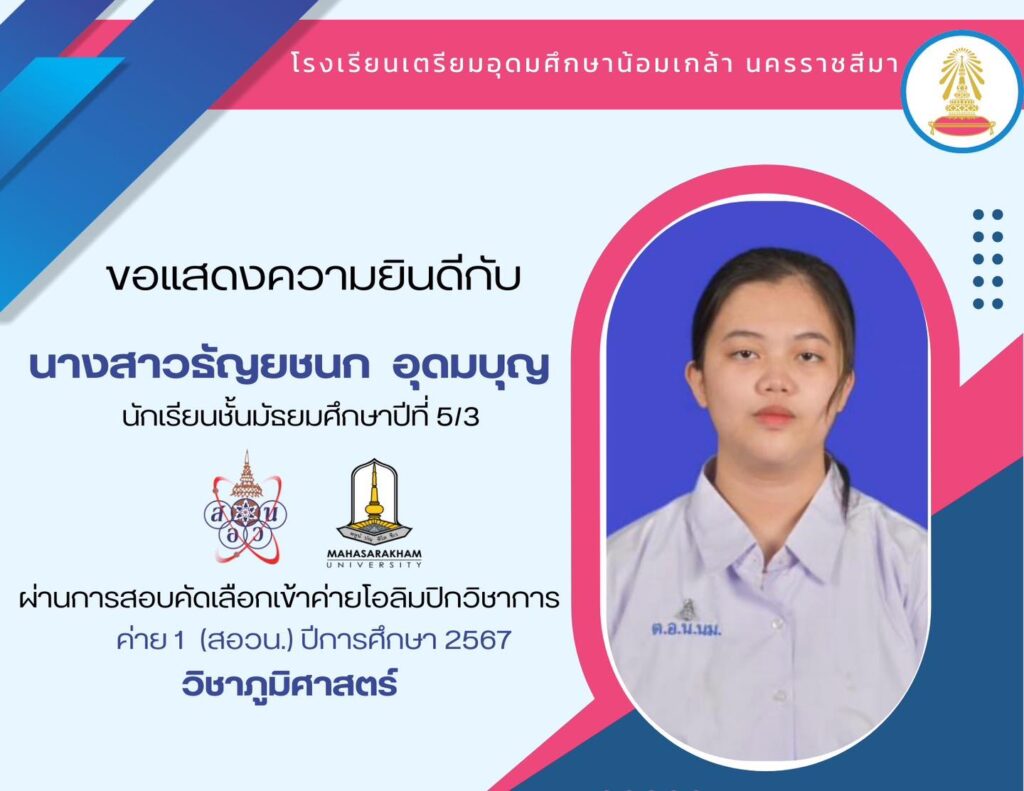 โรงเรียนเตรียมอุดมศึกษาน้อมเกล้า นครราชสีมา
ขอแสดงความยินดีกับ
นางสาวธัญยชนก อุดมบุญ
นักเรียนชั้นมัธยมศึกษาปีที่ 5/3
ส อ ว น
MAHASARAKHAM
UNIVERSITY
ผ่านการสอบคัดเลือกเข้าค่ายโอลิมปิกวิชาการ
ค่าย 1 (สอวน.) ปีการศึกษา 2567
วิชาภูมิศาสตร์
ต.อ.น.นม.